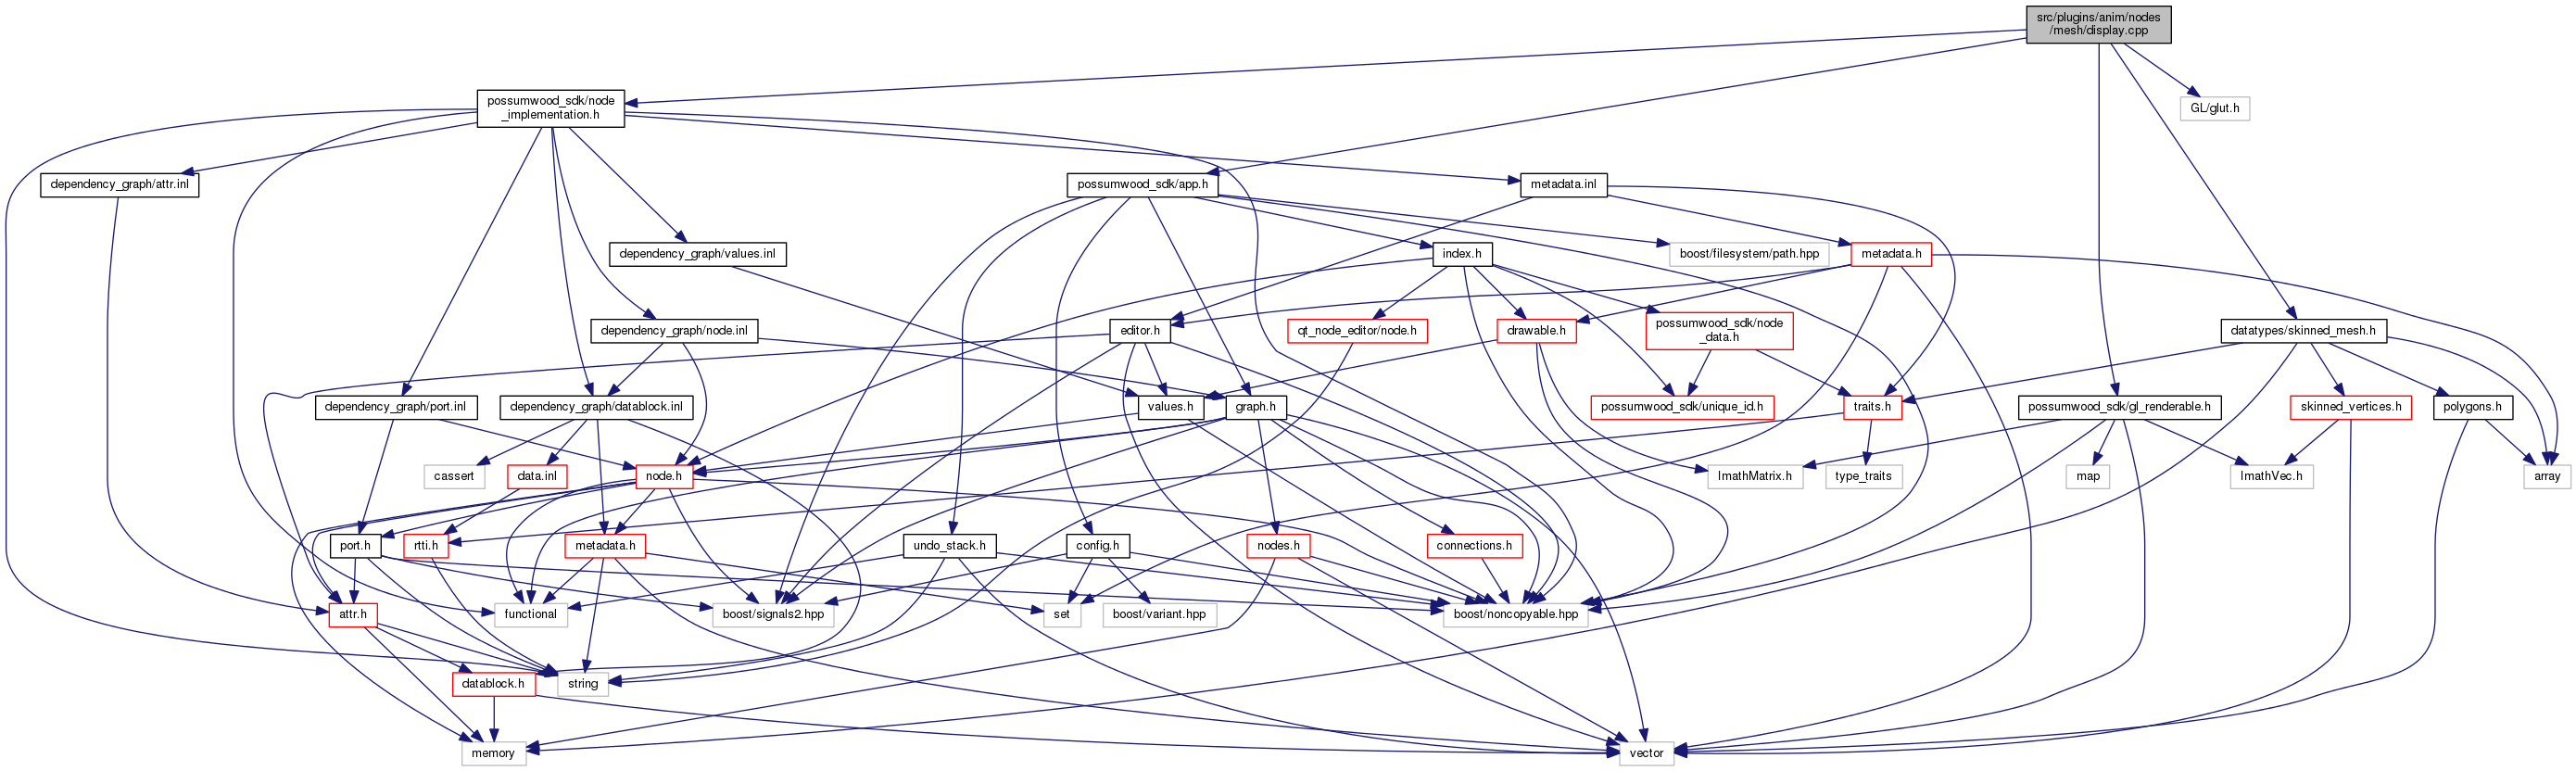 src/plugins/anim/nodes
/mesh/display.cpp
possumwood_sdk/node
_implementation.h
GL/glut.h
dependency_graph/attr.inl
possumwood_sdk/app.h
metadata.inl
dependency_graph/values.inl
index.h
boost/filesystem/path.hpp
metadata.h
dependency_graph/node.inl
editor.h
qt_node_editor/node.h
drawable.h
possumwood_sdk/node
_data.h
datatypes/skinned_mesh.h
dependency_graph/port.inl
dependency_graph/datablock.inl
values.h
graph.h
possumwood_sdk/unique_id.h
traits.h
possumwood_sdk/gl_renderable.h
skinned_vertices.h
polygons.h
cassert
data.inl
node.h
ImathMatrix.h
type_traits
map
ImathVec.h
array
port.h
rtti.h
metadata.h
undo_stack.h
config.h
nodes.h
connections.h
attr.h
functional
boost/signals2.hpp
set
boost/variant.hpp
boost/noncopyable.hpp
datablock.h
string
memory
vector